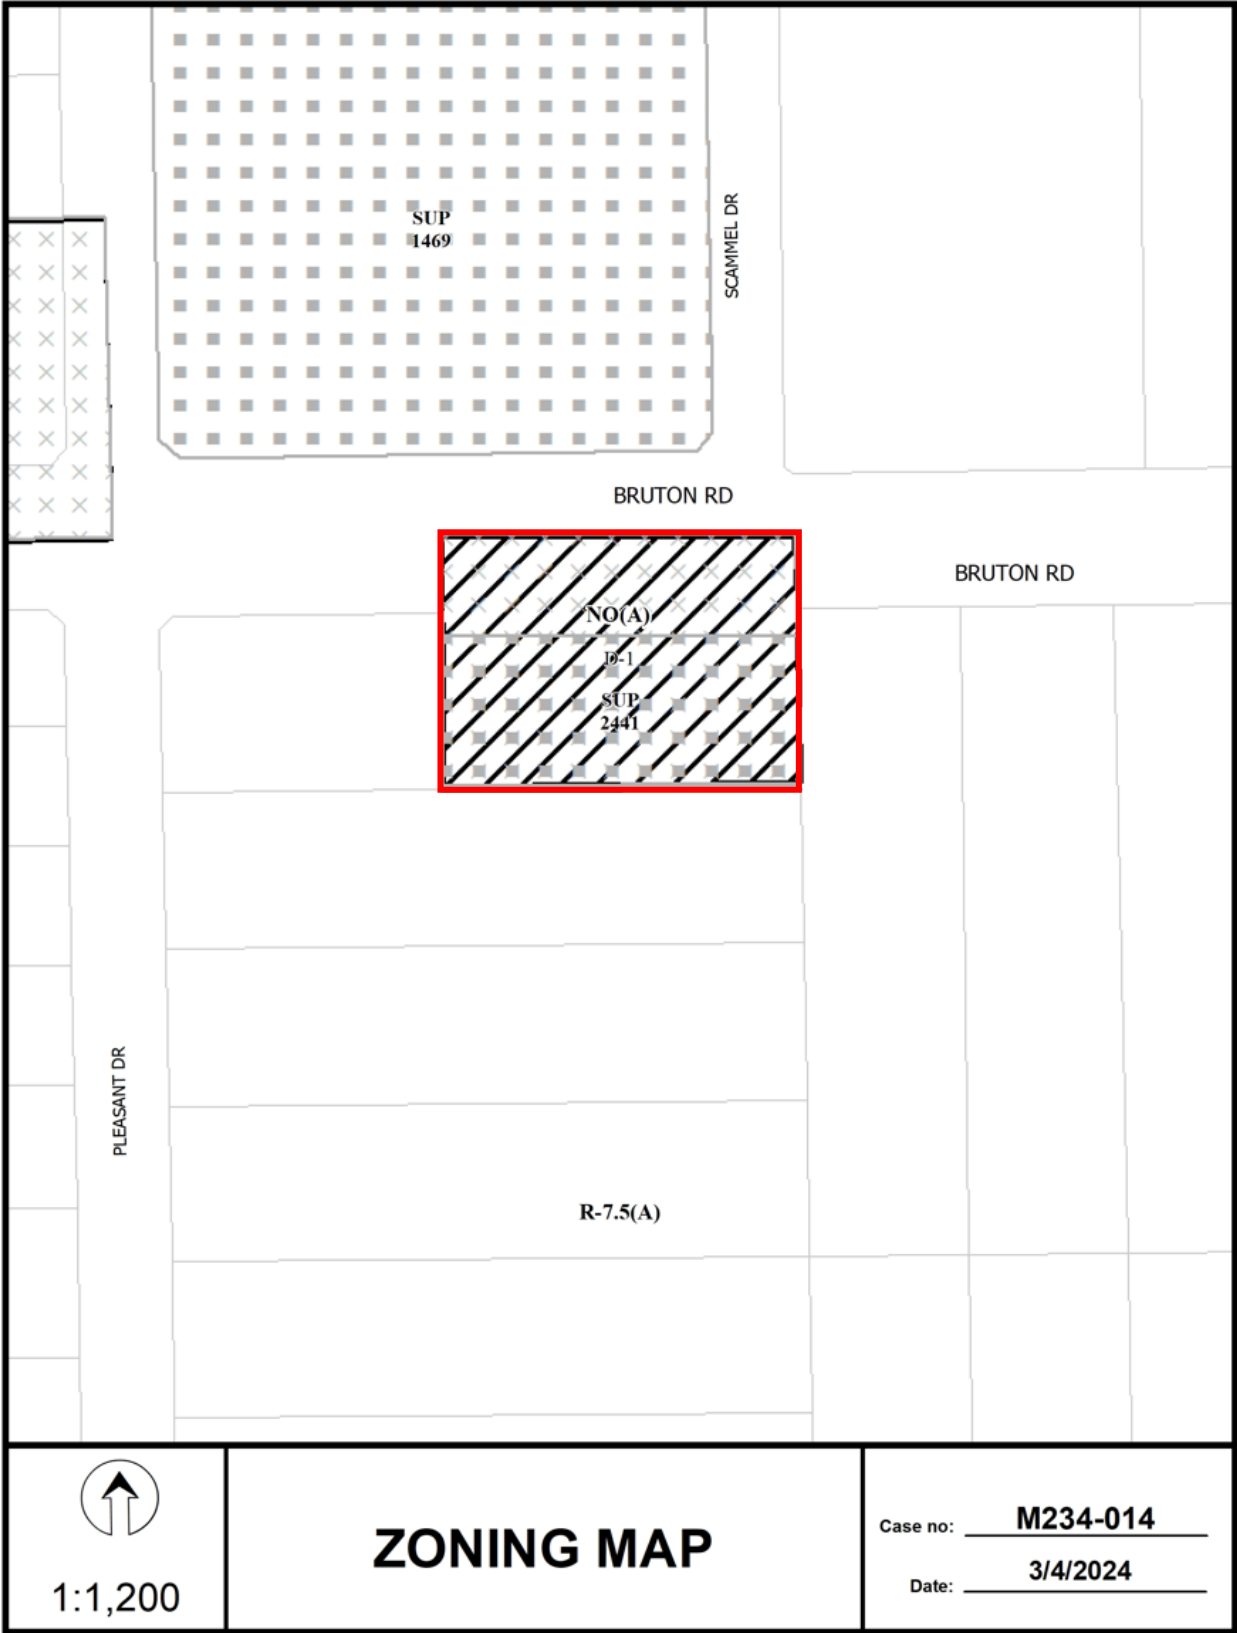 SUP
1469
SCAMMEL DR
BRUTON RD
BRUTON RD
NO(A)
D-1
SUP
2441
PLEASANT DR
R-7.5(A)
1:1,200
ZONING MAP
Case no: M234-014
Date: 3/4/2024